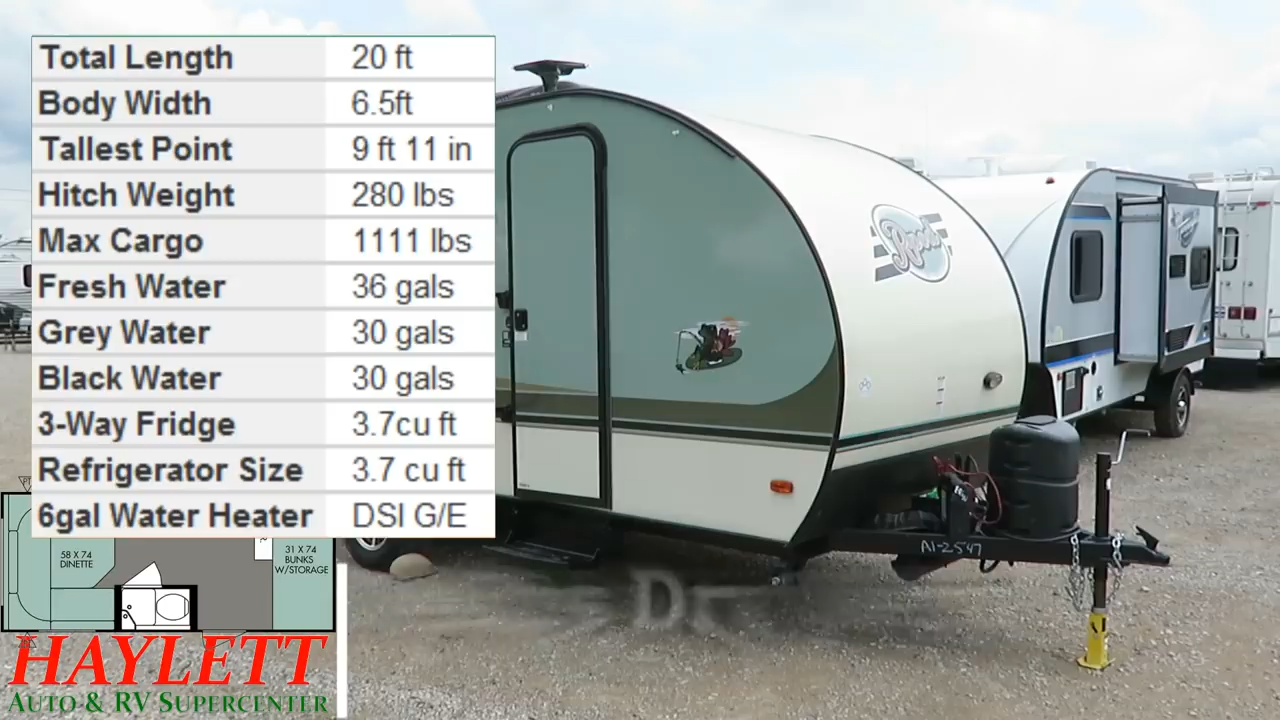 Total Length 20 ft
Body Width 6.5ft
Tallest Point 9 ft 11 in
Hitch Weight 280 lbs
Max Cargo 1111 lbs
Fresh Water 36 gals
Grey Water 30 gals
Black Water 30 gals
3-Way Fridge 3.7cu ft
Refrigerator Size 3.7 cu ft
6gal Water Heater DSI G/E
58 X 74
DINETTE
31 X 74
BUNKS
W/STORAGE
HAYLETT
AUTO & RV SUPERCENTER
A1-2547